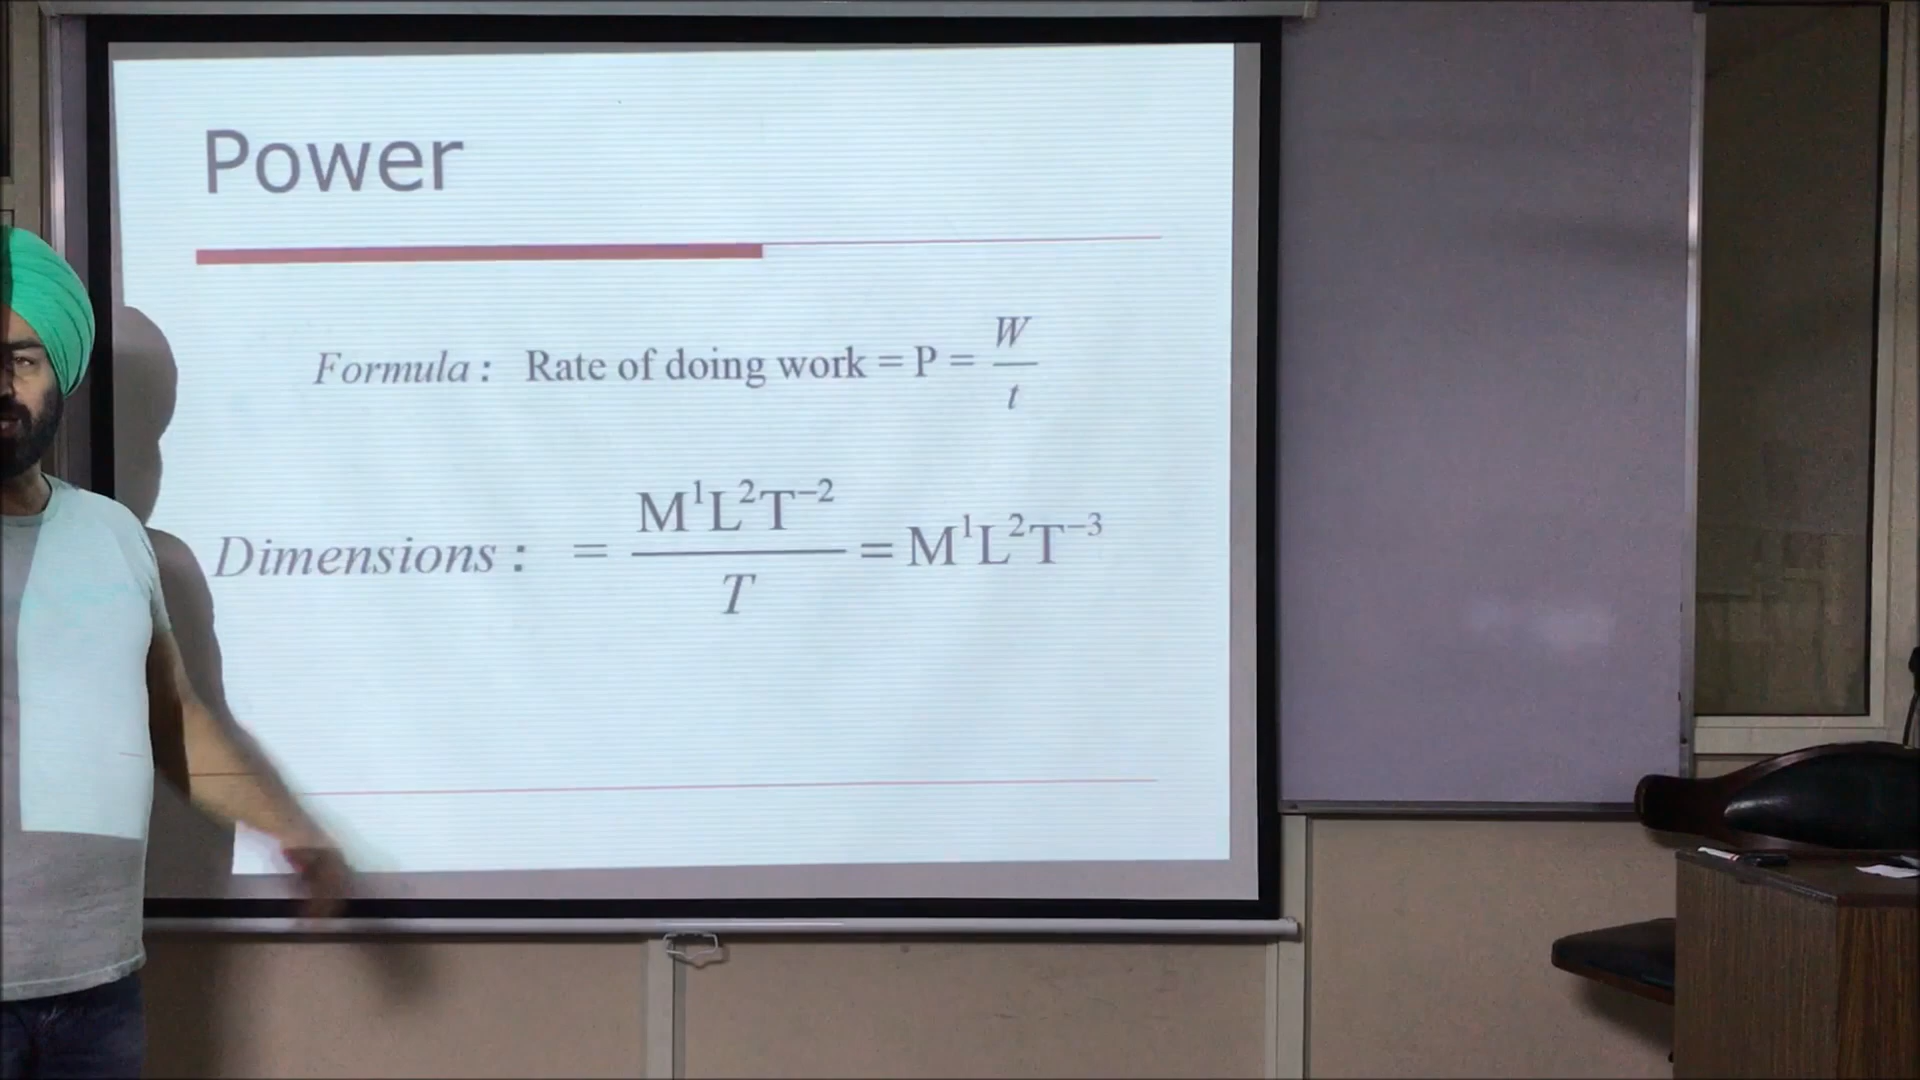 Power
Formula : Rate of doing work = P = W/t
Dimensions : = M¹L²T⁻²/T = M¹L²T⁻³